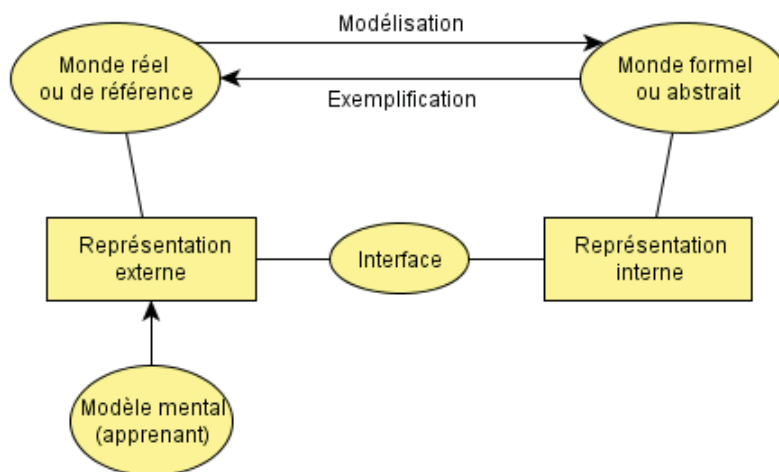 Modélisation
Monde réel
ou de référence
Monde formel
ou abstrait
Exemplification
Représentation
externe
Interface
Représentation
interne
Modèle mental
(apprenant)